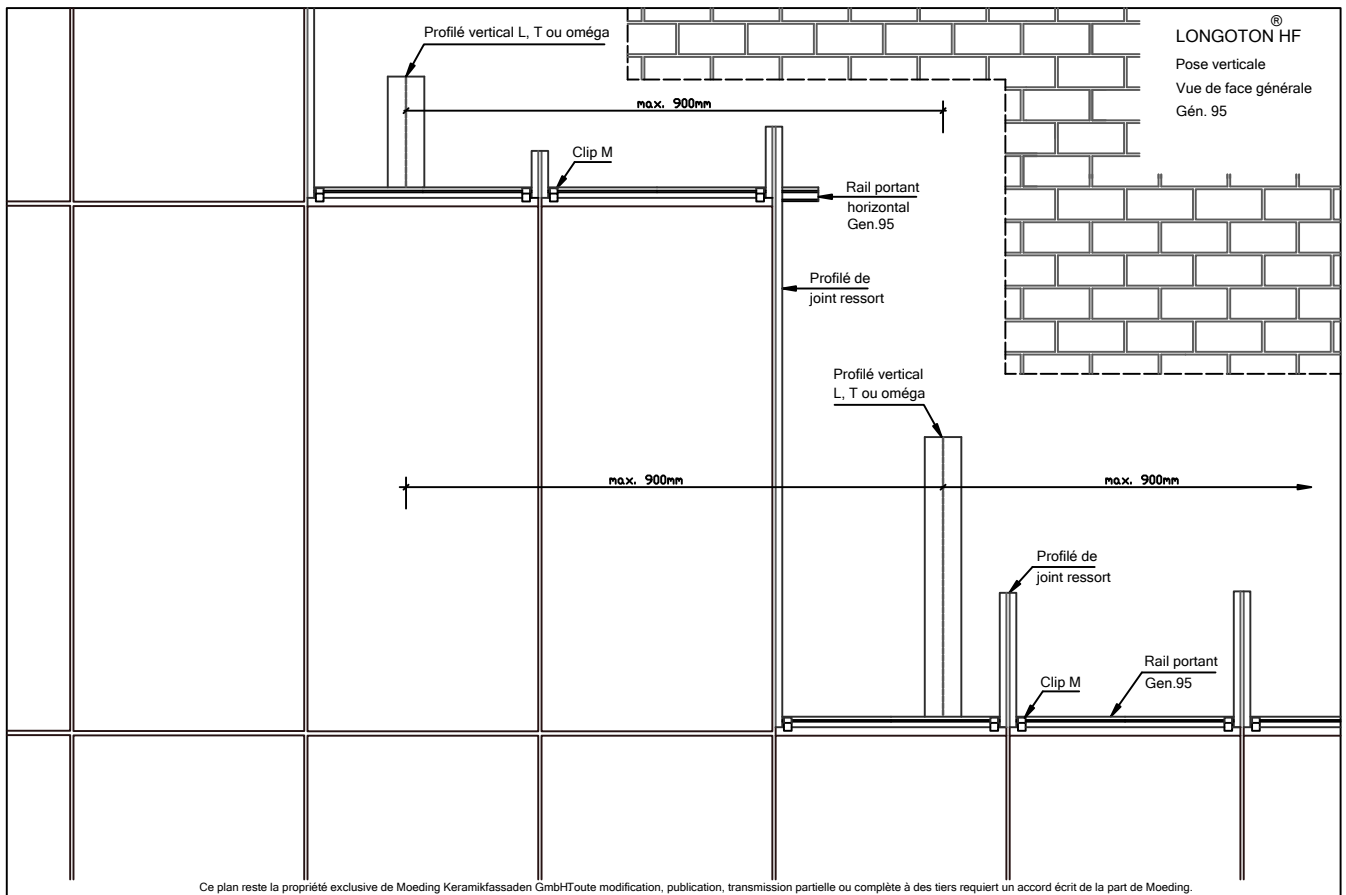 Profilé vertical L, T ou oméga
®
LONGOTON HF
Pose verticale
Vue de face générale
Gén. 95
max. 900mm
Clip M
Rail portant
horizontal
Gen.95
Profilé de
joint ressort
Profilé vertical
L, T ou oméga
max. 900mm
max. 900mm
Profilé de
joint ressort
Rail portant
Gen.95
Clip M
Ce plan reste la propriété exclusive de Moeding Keramikfassaden GmbHToute modification, publication, transmission partielle ou complète à des tiers requiert un accord écrit de la part de Moeding.